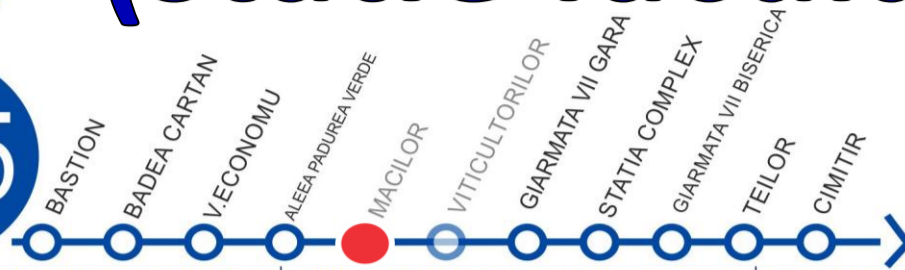 5
BASTION
BADEA CARTAN
V.ECONOMU
ALEEA PADUREA VERDE
MACILOR
VITICULTORILOR
GIARMATA VII GARA
STATIA COMPLEX
GIARMATA VII BISERICA
TEILOR
CIMITIR